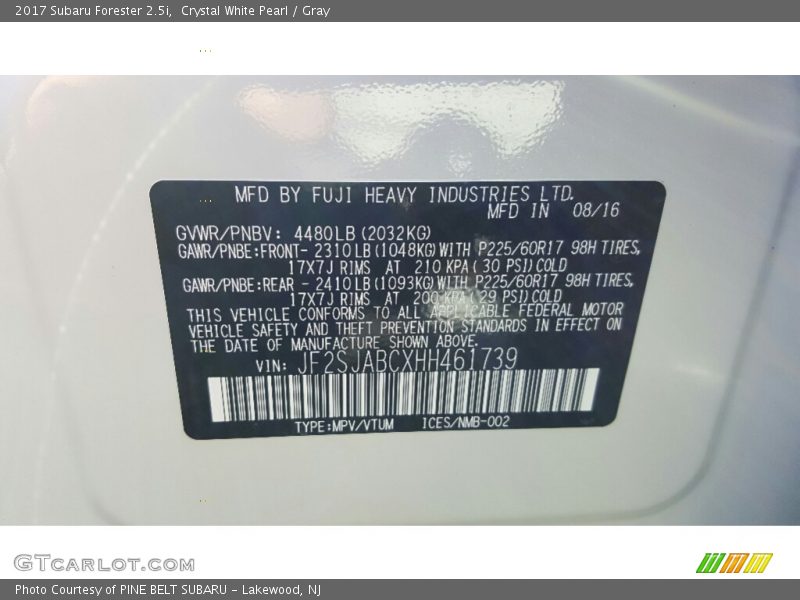 2017 Subaru Forester 2.5i,  Crystal White Pearl / Gray
MFD BY FUJI HEAVY INDUSTRIES LTD.
MFD IN 08/16
GVWR/PNBV: 4480LB (2032KG)
GAWR/PNBE:FRONT- 2310LB (1048KG) WITH P225/60R17 98H TIRES,
17X7J RIMS AT 210 KPA ( 30 PSI) COLD
GAWR/PNBE:REAR - 2410LB (1093KG) WITH P225/60R17 98H TIRES,
17X7J RIMS AT 200 KPA ( 29 PSI) COLD
THIS VEHICLE CONFORMS TO ALL APPLICABLE FEDERAL MOTOR
VEHICLE SAFETY AND THEFT PREVENTION STANDARDS IN EFFECT ON
THE DATE OF MANUFACTURE SHOWN ABOVE.
VIN: JF2SJABCXHH461739
TYPE:MPV/VTUM ICES/NMB-002
GTCARLOT.COM
Photo Courtesy of PINE BELT SUBARU - Lakewood, NJ